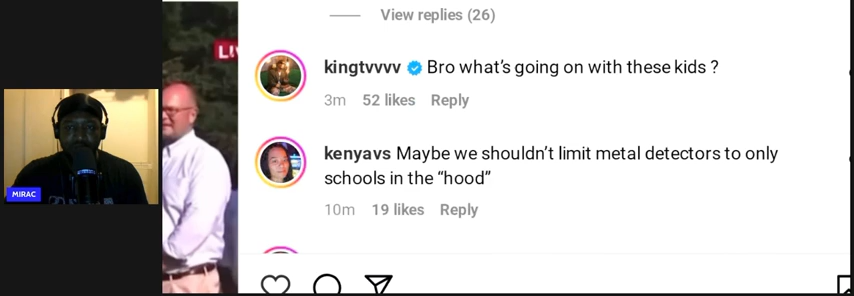 View replies (26)
LIV
kingtvvvv Bro what's going on with these kids ?
3m 52 likes Reply
kenyavs Maybe we shouldn't limit metal detectors to only
schools in the “hood”
10m 19 likes Reply
MIRAC